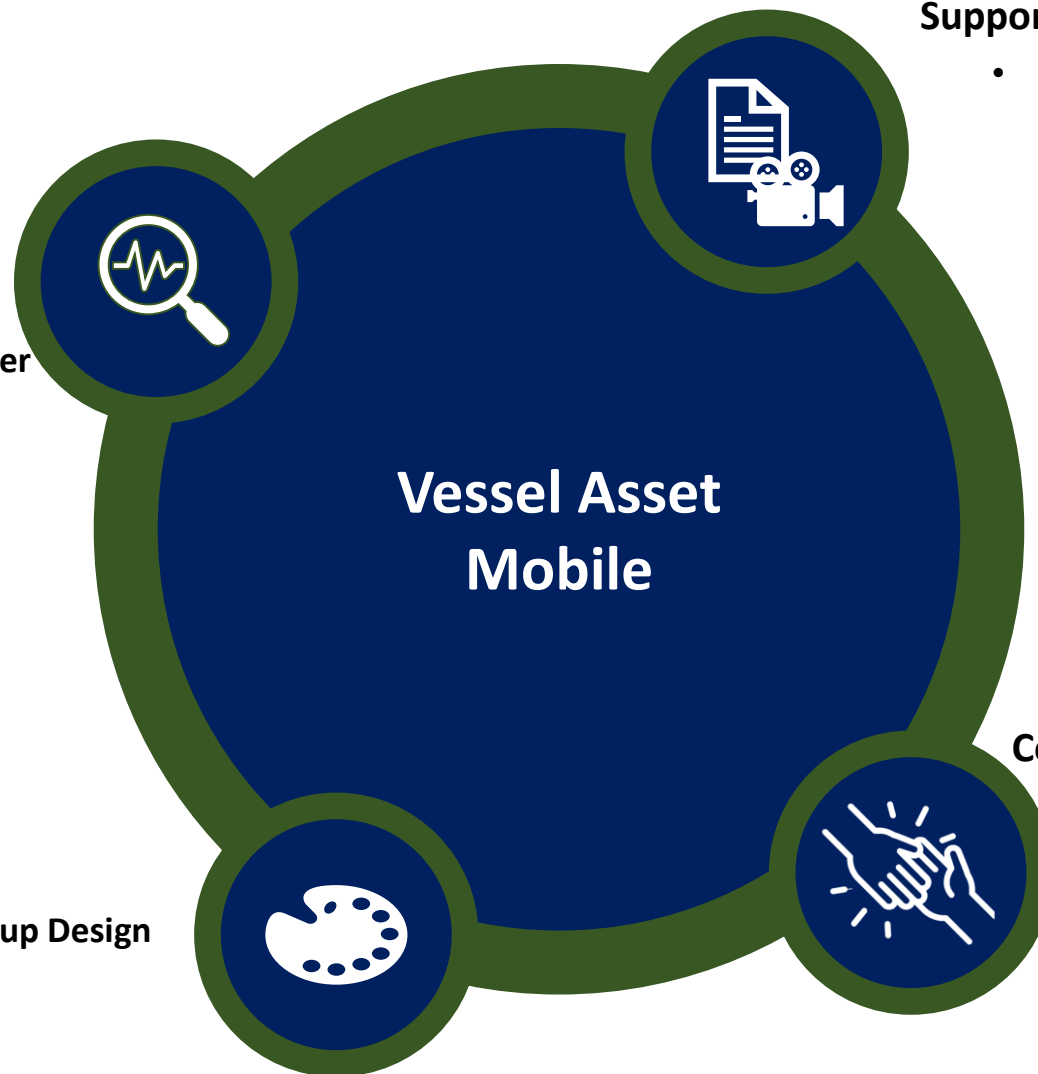 Suppor
•
er
Vessel Asset
Mobile
Co
up Design